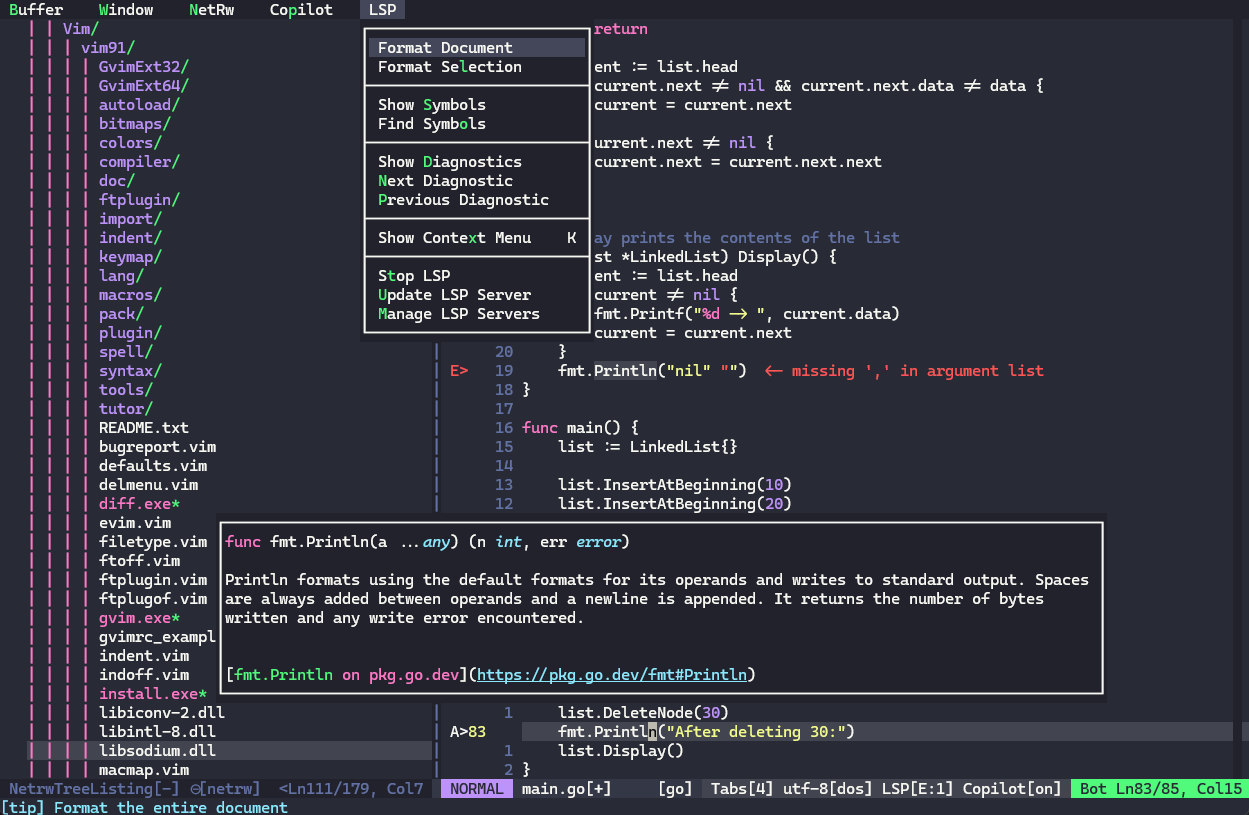 Buffer Window NetRw Copilot LSP
Vim/
vim91/
GvimExt32/
GvimExt64/
autoload/
bitmaps/
colors/
compiler/
doc/
ftplugin/
import/
indent/
keymap/
lang/
macros/
pack/
plugin/
spell/
syntax/
tools/
tutor/
README.txt
bugreport.vim
defaults.vim
delmenu.vim
diff.exe*
evim.vim
filetype.vim
ftoff.vim
ftplugin.vim
ftplugof.vim
gvim.exe*
gvimrc_exampl
indent.vim
indoff.vim
install.exe*
libiconv-2.dll
libintl-8.dll
libsodium.dll
macmap.vim
Format Document
Format Selection
Show Symbols
Find Symbols
Show Diagnostics
Next Diagnostic
Previous Diagnostic
Show Context Menu K
Stop LSP
Update LSP Server
Manage LSP Servers
return
ent := list.head
current.next ≠ nil && current.next.data ≠ data {
current = current.next
urrent.next ≠ nil {
current.next = current.next.next
ay prints the contents of the list
st *LinkedList) Display() {
ent := list.head
current ≠ nil {
fmt.Printf("%d -> ", current.data)
current = current.next
20 }
E> 19 fmt.Println("nil" "") <- missing ',' in argument list
18 }
17
16 func main() {
15 list := LinkedList{}
14
13 list.InsertAtBeginning(10)
12 list.InsertAtBeginning(20)
func fmt.Println(a ...any) (n int, err error)
Println formats using the default formats for its operands and writes to standard output. Spaces
are always added between operands and a newline is appended. It returns the number of bytes
written and any write error encountered.
[fmt.Println on pkg.go.dev](https://pkg.go.dev/fmt#Println)
1 list.DeleteNode(30)
A>83 fmt.Println("After deleting 30:")
1 list.Display()
2 }
NetrwTreeListing[-] ⊝[netrw] <Ln111/179, Col7 NORMAL main.go[+] [go] Tabs[4] utf-8[dos] LSP[E:1] Copilot[on] Bot Ln83/85, Col15
[tip] Format the entire document